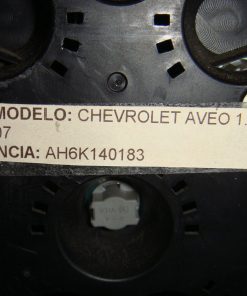 MODELO: CHEVROLET AVEO 1.
07
NCIA: AH6K140183